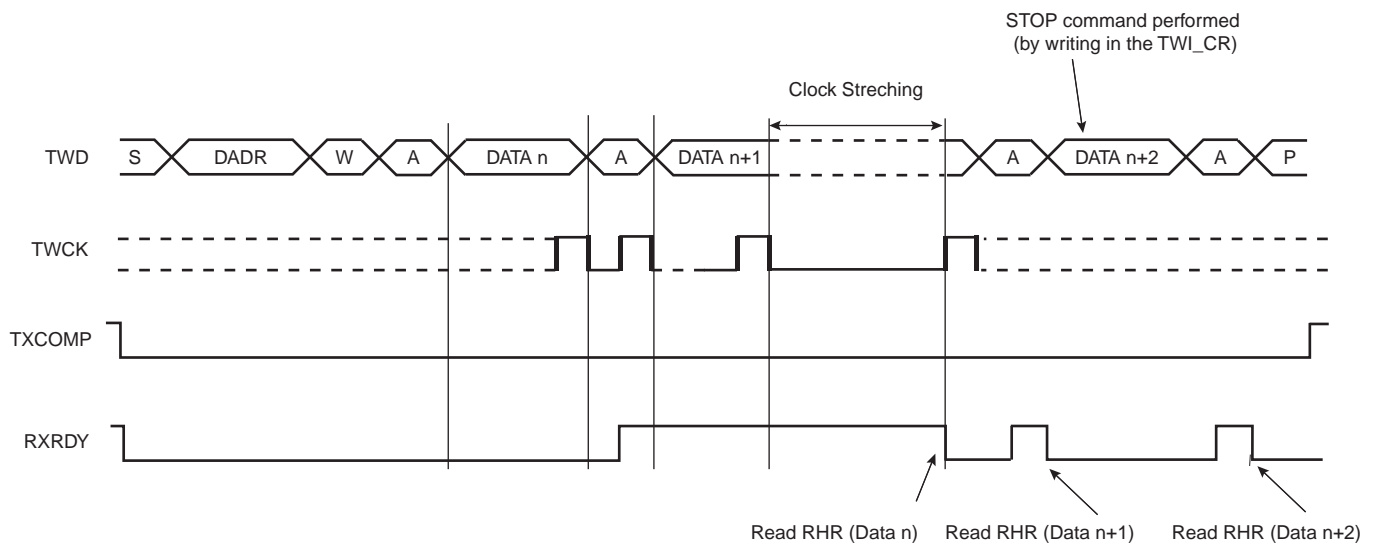 STOP command performed
(by writing in the TWI_CR)
Clock Streching
TWD S DADR W A DATA n A DATA n+1 A DATA n+2 A P
TWCK
TXCOMP
RXRDY
Read RHR (Data n) Read RHR (Data n+1) Read RHR (Data n+2)